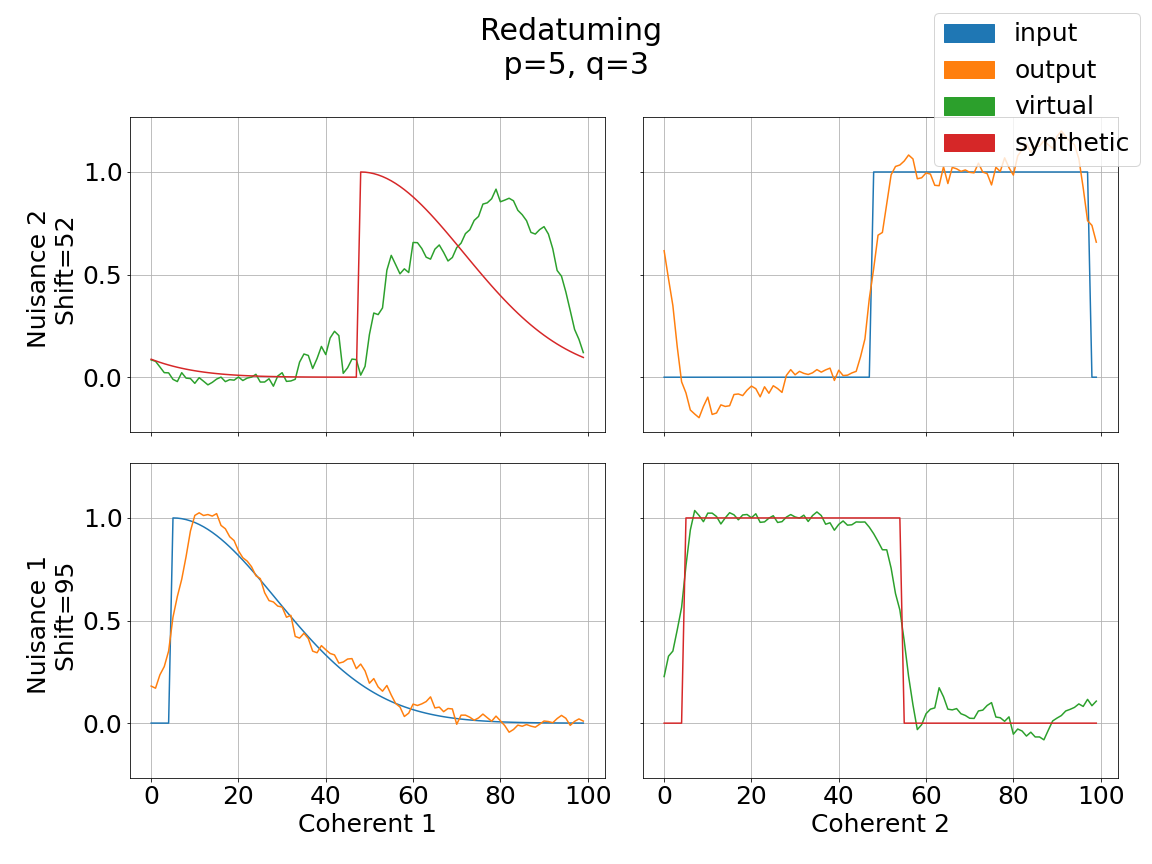 Redatuming
p=5, q=3
input
output
virtual
synthetic
Nuisance 2
Shift=52
1.0
0.5
0.0
Nuisance 1
Shift=95
1.0
0.5
0.0
0 20 40 60 80 100
0 20 40 60 80 100
Coherent 1
Coherent 2